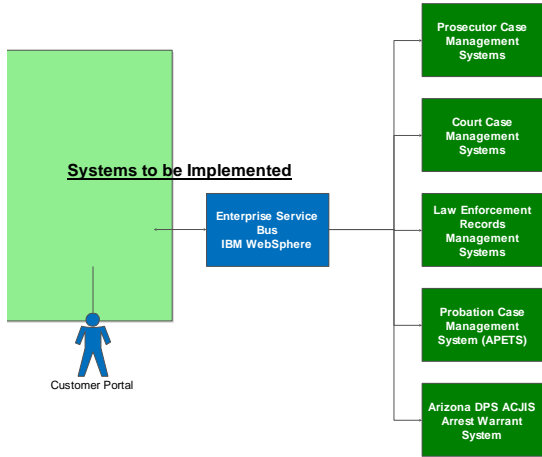 Prosecutor Case
Management
Systems
Court Case
Management
Systems
Systems to be Implemented
Enterprise Service
Bus
IBM WebSphere
Law Enforcement
Records
Management
Systems
Probation Case
Management
System (APETS)
Customer Portal
Arizona DPS ACJIS
Arrest Warrant
System